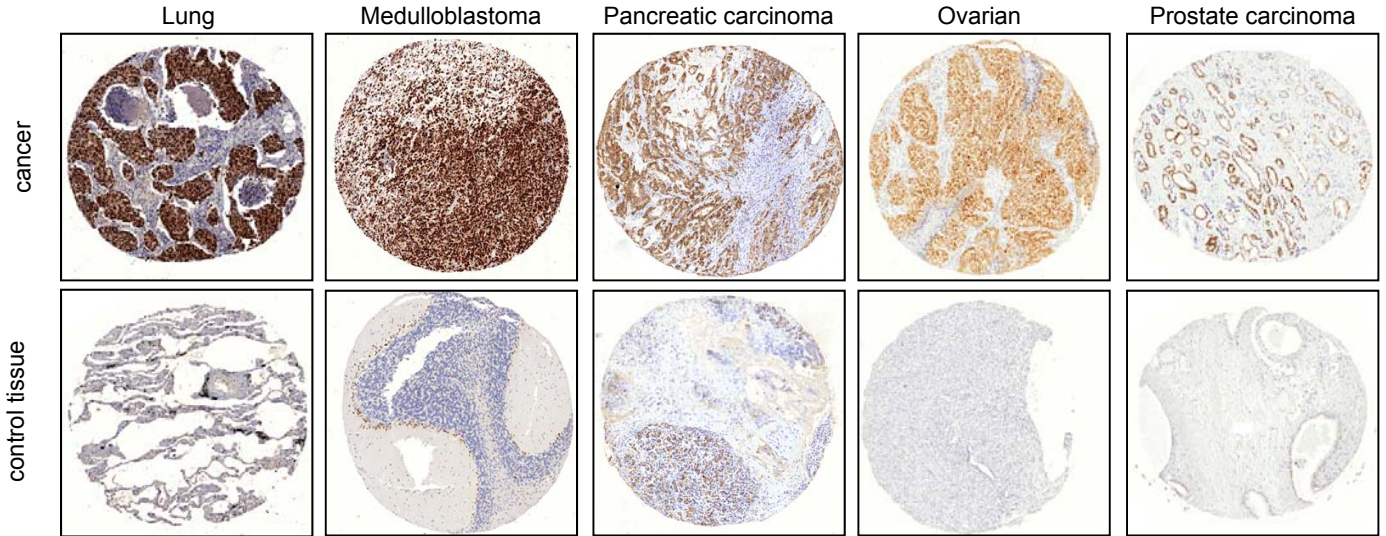 Lung Medulloblastoma Pancreatic carcinoma Ovarian Prostate carcinoma
cancer
control tissue